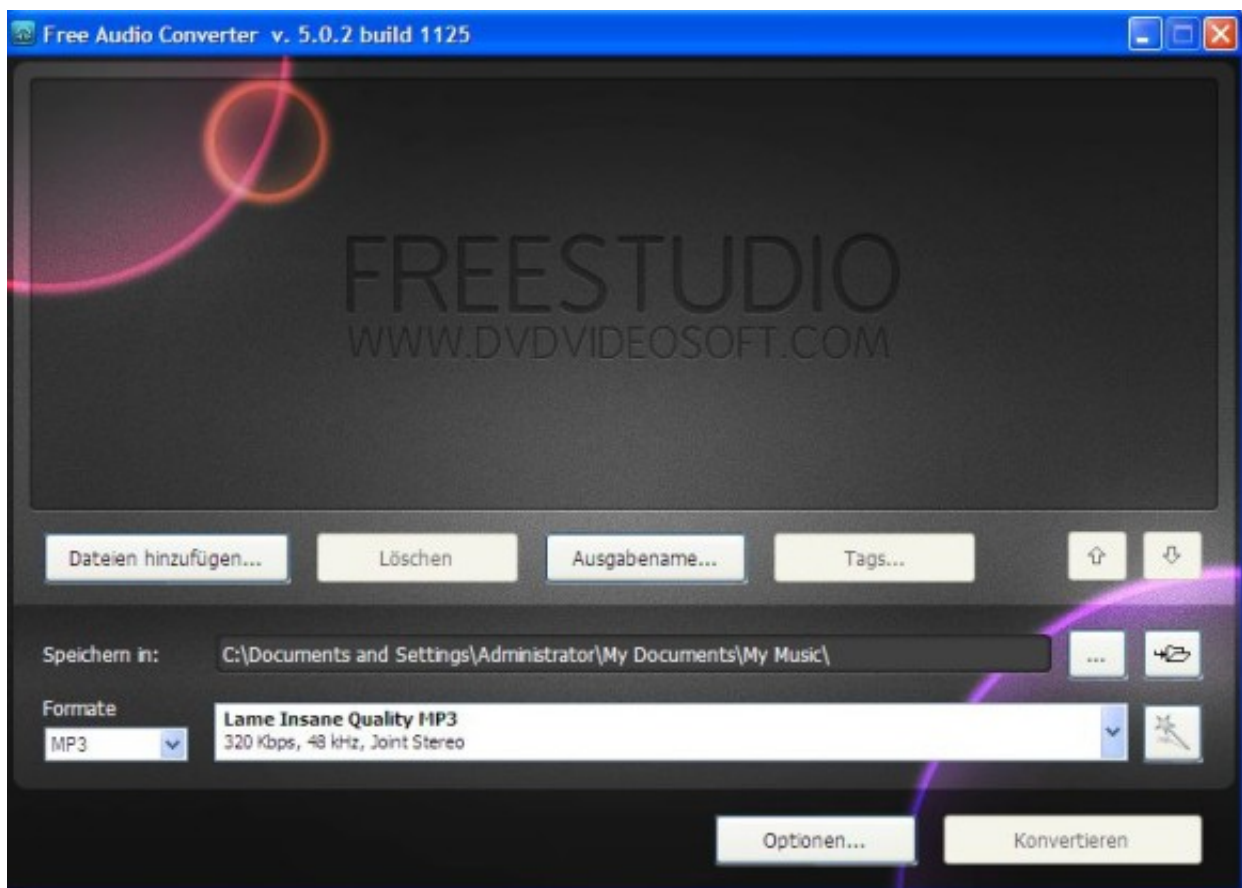 Free Audio Converter v. 5.0.2 build 1125
FREESTUDIO
WWW.DVDVIDEOSOFT.COM
Dateien hinzufügen...
Löschen
Ausgabename...
Tags...
Speichern in:
C:\Documents and Settings\Administrator\My Documents\My Music\
...
Formate
MP3
Lame Insane Quality MP3
320 Kbps, 48 kHz, Joint Stereo
Optionen...
Konvertieren